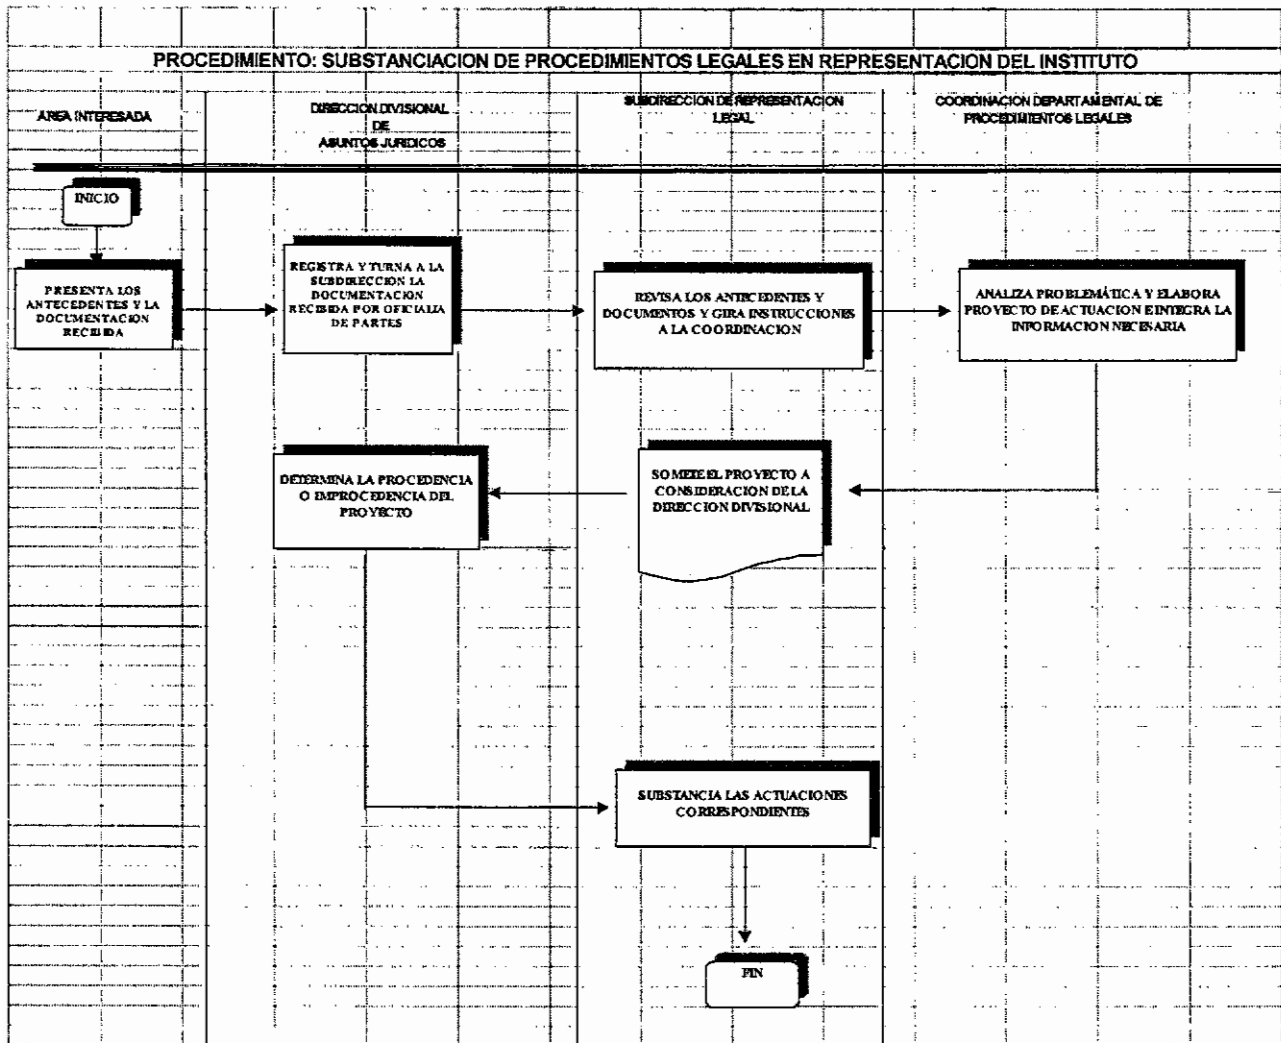 PROCEDIMIENTO: SUBSTANCIACION DE PROCEDIMIENTOS LEGALES EN REPRESENTACION DEL INSTITUTO
AREA INTERESADA
DIRECCION DIVISIONAL
DE
ASUNTOS JURIDICOS
SUBDIRECCION DE REPRESENTACION
LEGAL
COORDINACION DEPARTAMENTAL DE
PROCEDIMIENTOS LEGALES
INICIO
PRESENTA LOS
ANTECEDENTES Y LA
DOCUMENTACION
RECIBIDA
REGISTRA Y TURNA A LA
SUBDIRECCION LA
DOCUMENTACION
RECIBIDA POR OFICIALIA
DE PARTES
REVISA LOS ANTECEDENTES Y
DOCUMENTOS Y GIRA INSTRUCCIONES
A LA COORDINACION
ANALIZA PROBLEMÁTICA Y ELABORA
PROYECTO DE ACTUACION E INTEGRA LA
INFORMACION NECESARIA
DETERMINA LA PROCEDENCIA
O IMPROCEDENCIA DEL
PROYECTO
SOMETE EL PROYECTO A
CONSIDERACION DE LA
DIRECCION DIVISIONAL
SUBSTANCIA LAS ACTUACIONES
CORRESPONDIENTES
FIN